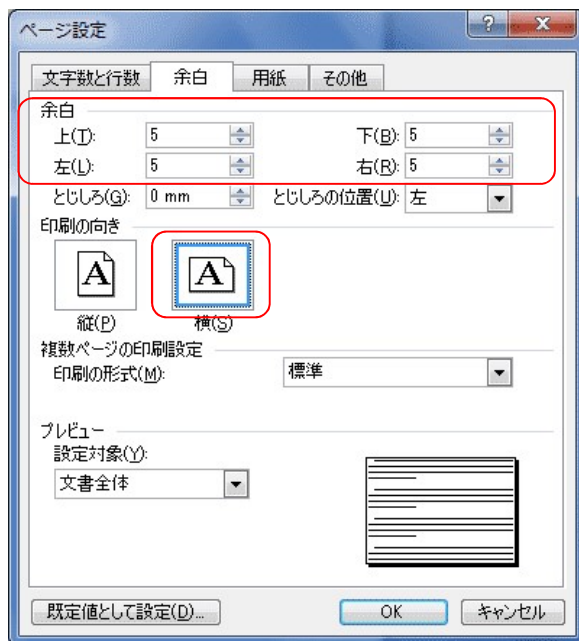 ページ設定
?
文字数と行数 余白 用紙 その他
余白
上(T): 5 下(B): 5
左(L): 5 右(R): 5
とじしろ(G): 0 mm とじしろの位置(U): 左
印刷の向き
A A
縦(P) 横(S)
複数ページの印刷設定
印刷の形式(M): 標準
プレビュー
設定対象(Y):
文書全体
既定値として設定(D)... OK キャンセル